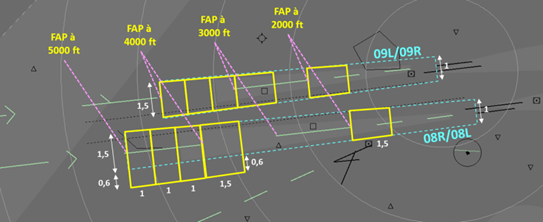 FAP à
2000 ft
FAP à
3000 ft
FAP à
4000 ft
FAP à
5000 ft
09L/09R
1
1,5
1
08R/08L
1,5
1,5
0,6
0,6
1
1
1
1,5